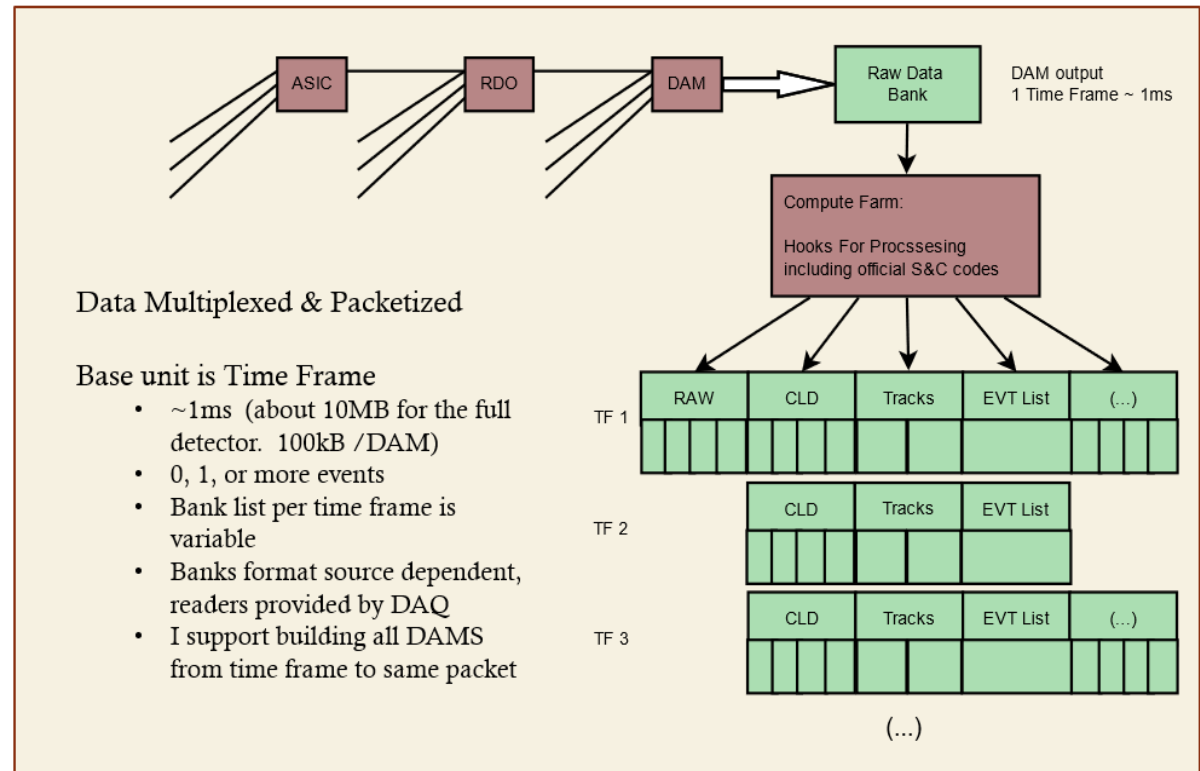 ASIC
RDO
DAM
Raw Data
Bank
DAM output
1 Time Frame ~ 1ms
Compute Farm:
Hooks For Procssesing
including official S&C codes
Data Multiplexed & Packetized
Base unit is Time Frame
• ~1ms (about 10MB for the full
detector. 100kB /DAM)
• 0, 1, or more events
• Bank list per time frame is
variable
• Banks format source dependent,
readers provided by DAQ
• I support building all DAMS
from time frame to same packet
TF 1
RAW
CLD
Tracks
EVT List
(...)
TF 2
CLD
Tracks
EVT List
TF 3
CLD
Tracks
EVT List
(...)
(...)